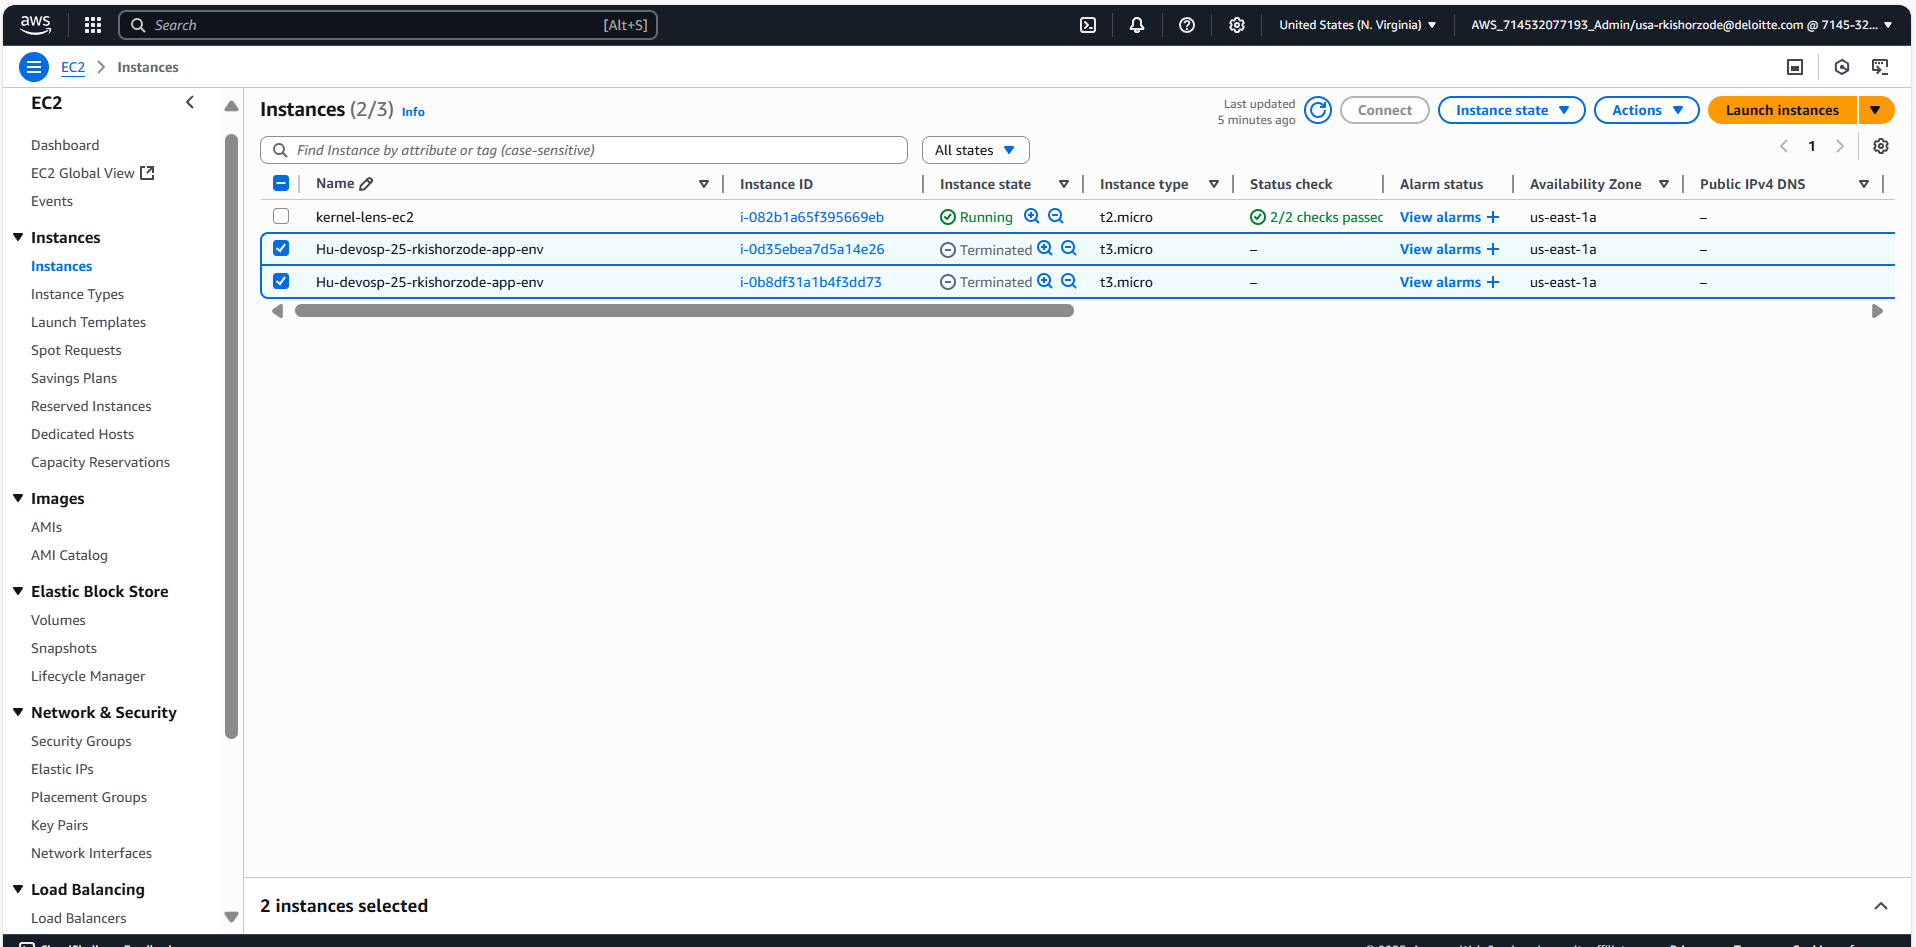 aws
Search [Alt+S]
United States (N. Virginia)
AWS_714532077193_Admin/usa-rkishorzode@deloitte.com @ 7145-32...
EC2 Instances
EC2
Dashboard
EC2 Global View
Events
Instances
Instances
Instance Types
Launch Templates
Spot Requests
Savings Plans
Reserved Instances
Dedicated Hosts
Capacity Reservations
Images
AMIs
AMI Catalog
Elastic Block Store
Volumes
Snapshots
Lifecycle Manager
Network & Security
Security Groups
Elastic IPs
Placement Groups
Key Pairs
Network Interfaces
Load Balancing
Load Balancers
Instances (2/3) Info
Last updated
5 minutes ago
Connect
Instance state
Actions
Launch instances
Find Instance by attribute or tag (case-sensitive)
All states
1
Name Instance ID Instance state Instance type Status check Alarm status Availability Zone Public IPv4 DNS
kernel-lens-ec2 i-082b1a65f395669eb Running t2.micro 2/2 checks passec View alarms + us-east-1a –
Hu-devosp-25-rkishorzode-app-env i-0d35ebea7d5a14e26 Terminated t3.micro – View alarms + us-east-1a –
Hu-devosp-25-rkishorzode-app-env i-0b8df31a1b4f3dd73 Terminated t3.micro – View alarms + us-east-1a –
2 instances selected